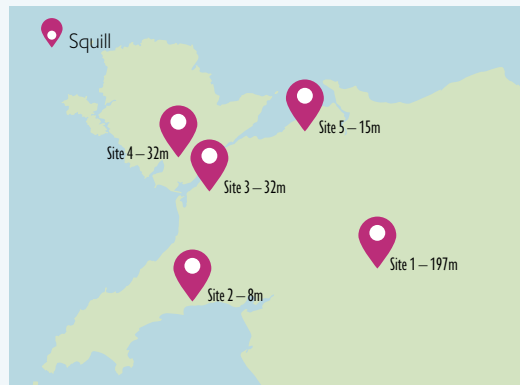 Squill
Site 5 – 15m
Site 4 – 32m
Site 3 – 32m
Site 1 – 197m
Site 2 – 8m